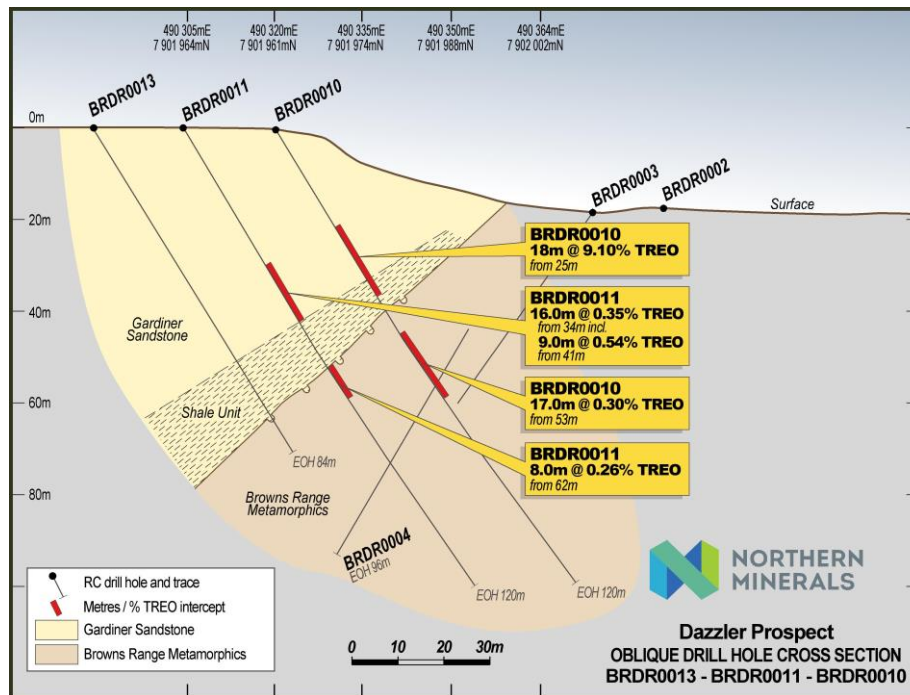 490 305mE
7 901 964mN
490 320mE
7 901 961mN
490 335mE
7 901 974mN
490 350mE
7 901 988mN
490 364mE
7 902 002mN
BRDR0013
BRDR0011
BRDR0010
BRDR0003
BRDR0002
Surface
0m
20m
40m
60m
80m
BRDR0010
18m @ 9.10% TREO
from 25m
BRDR0011
16.0m @ 0.35% TREO
from 34m incl.
9.0m @ 0.54% TREO
from 41m
BRDR0010
17.0m @ 0.30% TREO
from 53m
BRDR0011
8.0m @ 0.26% TREO
from 62m
Gardiner
Sandstone
Shale Unit
EOH 84m
Browns Range
Metamorphics
BRDR0004
EOH 96m
EOH 120m
EOH 120m
RC drill hole and trace
Metres / % TREO intercept
Gardiner Sandstone
Browns Range Metamorphics
0 10 20 30m
NORTHERN
MINERALS
Dazzler Prospect
OBLIQUE DRILL HOLE CROSS SECTION
BRDR0013 - BRDR0011 - BRDR0010